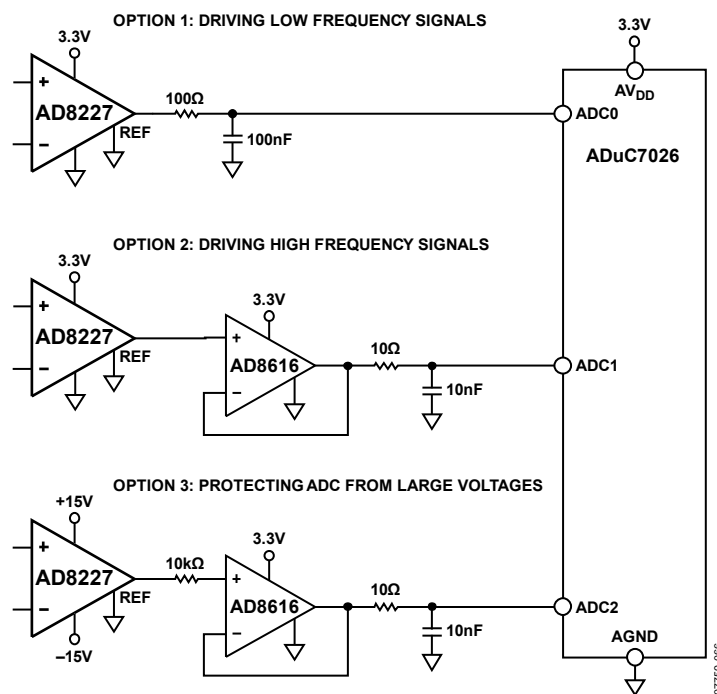 OPTION 1: DRIVING LOW FREQUENCY SIGNALS
3.3V
3.3V
+
AD8227
−
REF
100Ω
100nF
AVDD
ADC0
ADuC7026
OPTION 2: DRIVING HIGH FREQUENCY SIGNALS
3.3V
+
AD8227
−
REF
3.3V
+
AD8616
−
10Ω
10nF
ADC1
OPTION 3: PROTECTING ADC FROM LARGE VOLTAGES
+15V
+
AD8227
−
REF
−15V
10kΩ
3.3V
+
AD8616
−
10Ω
10nF
ADC2
AGND